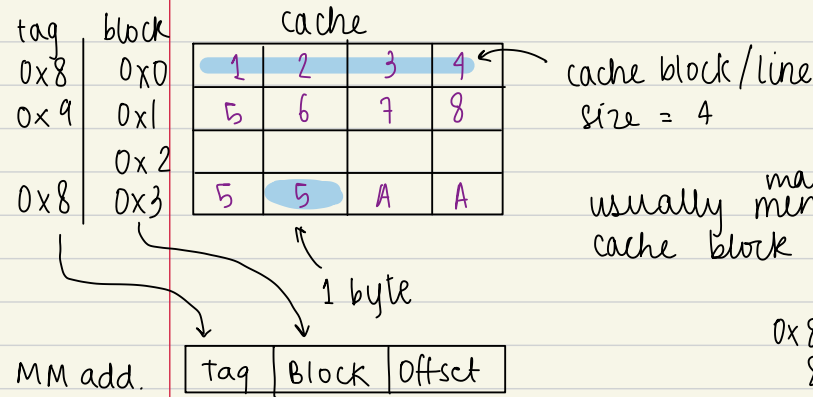 tag block cache
0x8 0x0 1 2 3 4 cache block/line
0x9 0x1 5 6 7 8 size = 4
0x2
0x8 0x3 5 5 A A usually
cache block
1 byte
0x8
MM add. Tag Block Offset